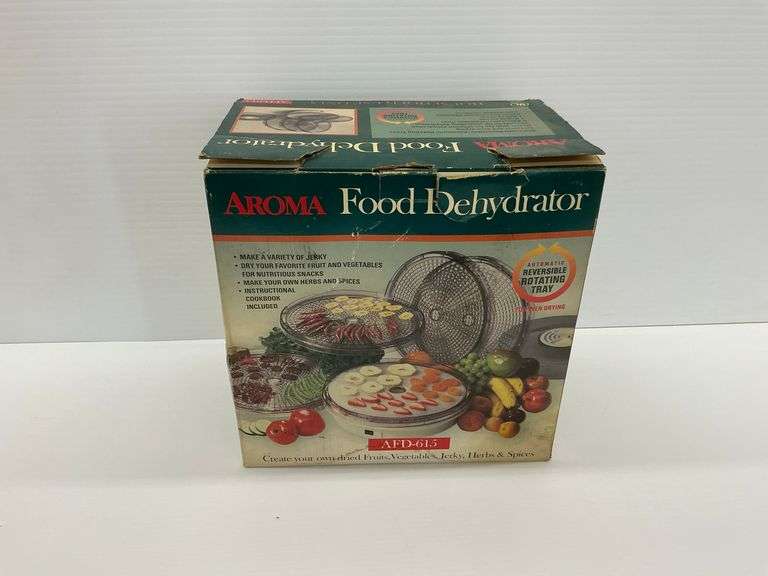 AROMA Food Dehydrator
AROMA Food Dehydrator
• MAKE A VARIETY OF JERKY
• DRY YOUR FAVORITE FRUIT AND VEGETABLES
FOR NUTRITIOUS SNACKS
• MAKE YOUR OWN HERBS AND SPICES
• INSTRUCTIONAL
COOKBOOK
INCLUDED
AUTOMATIC
REVERSIBLE
ROTATING
TRAY
DRYING
AFD-615
Create your own dried Fruits, Vegetables, Jerky, Herbs & Spices